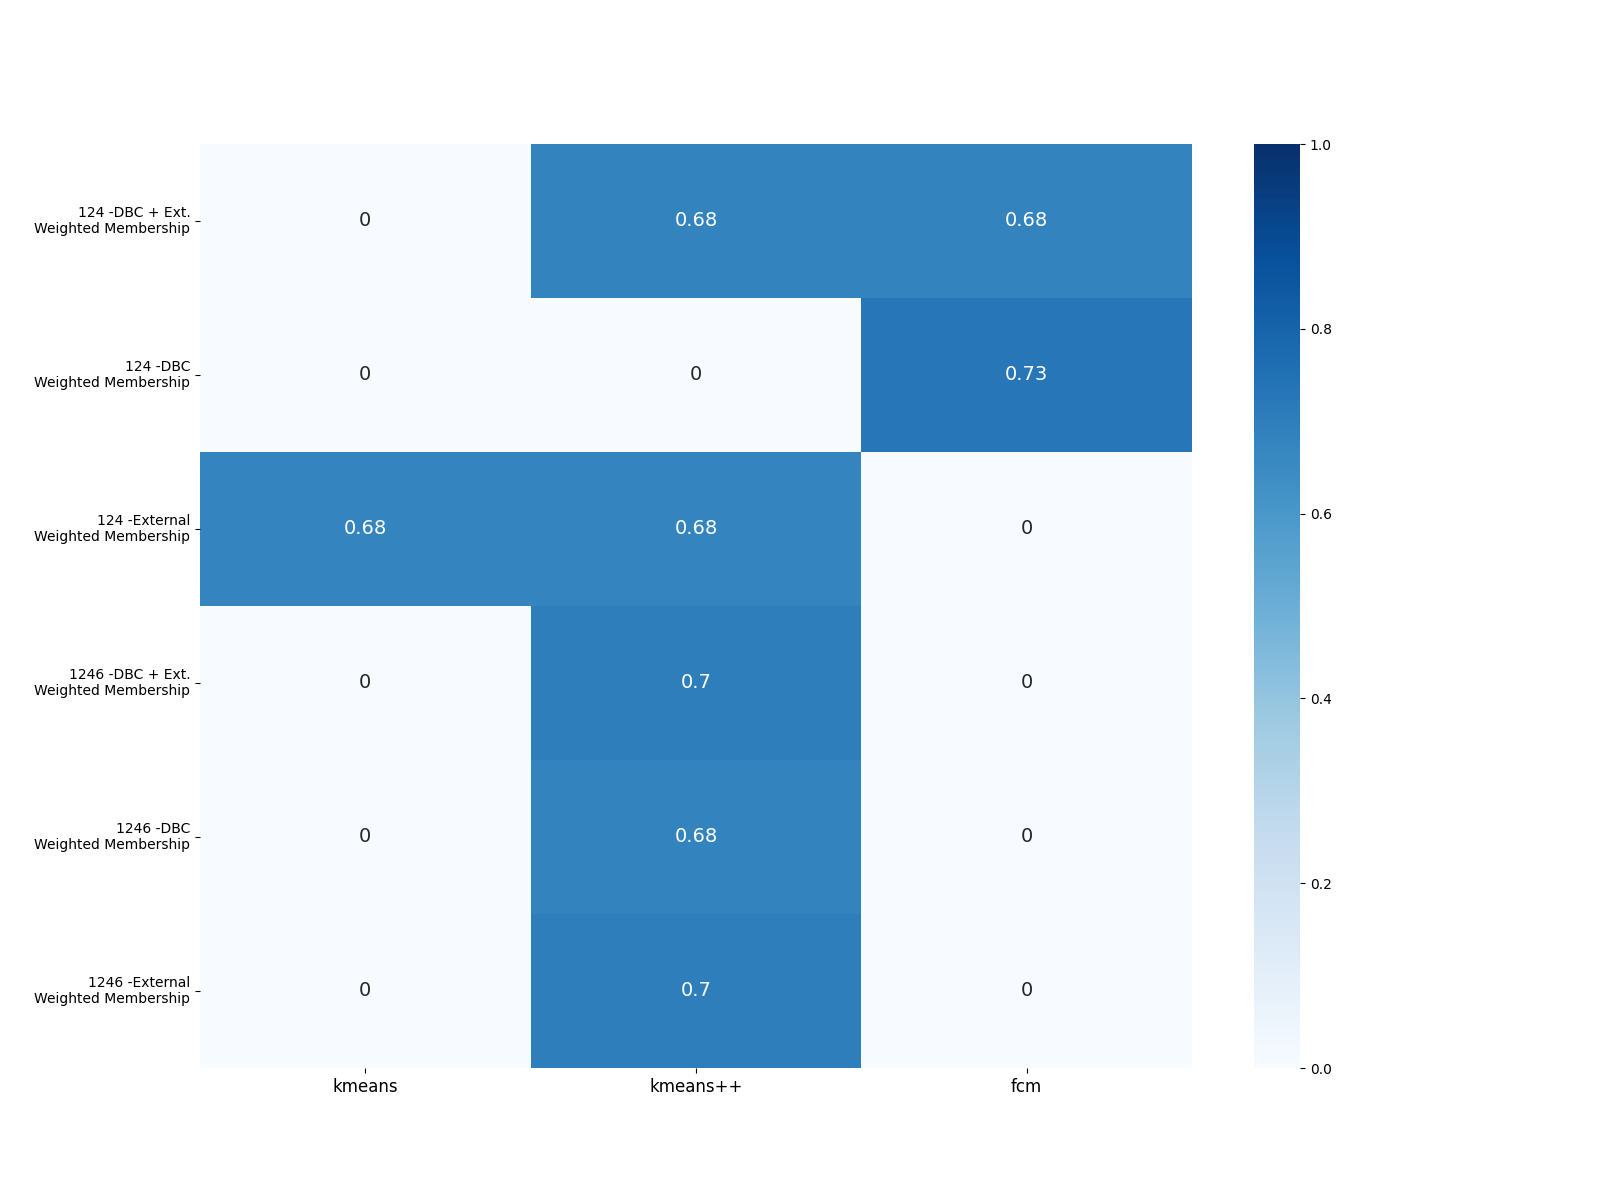 124 -DBC + Ext.
Weighted Membership
0
0.68
0.68
124 -DBC
Weighted Membership
0
0
0.73
124 -External
Weighted Membership
0.68
0.68
0
1246 -DBC + Ext.
Weighted Membership
0
0.7
0
1246 -DBC
Weighted Membership
0
0.68
0
1246 -External
Weighted Membership
0
0.7
0
kmeans
kmeans++
fcm
1.0
0.8
0.6
0.4
0.2
0.0